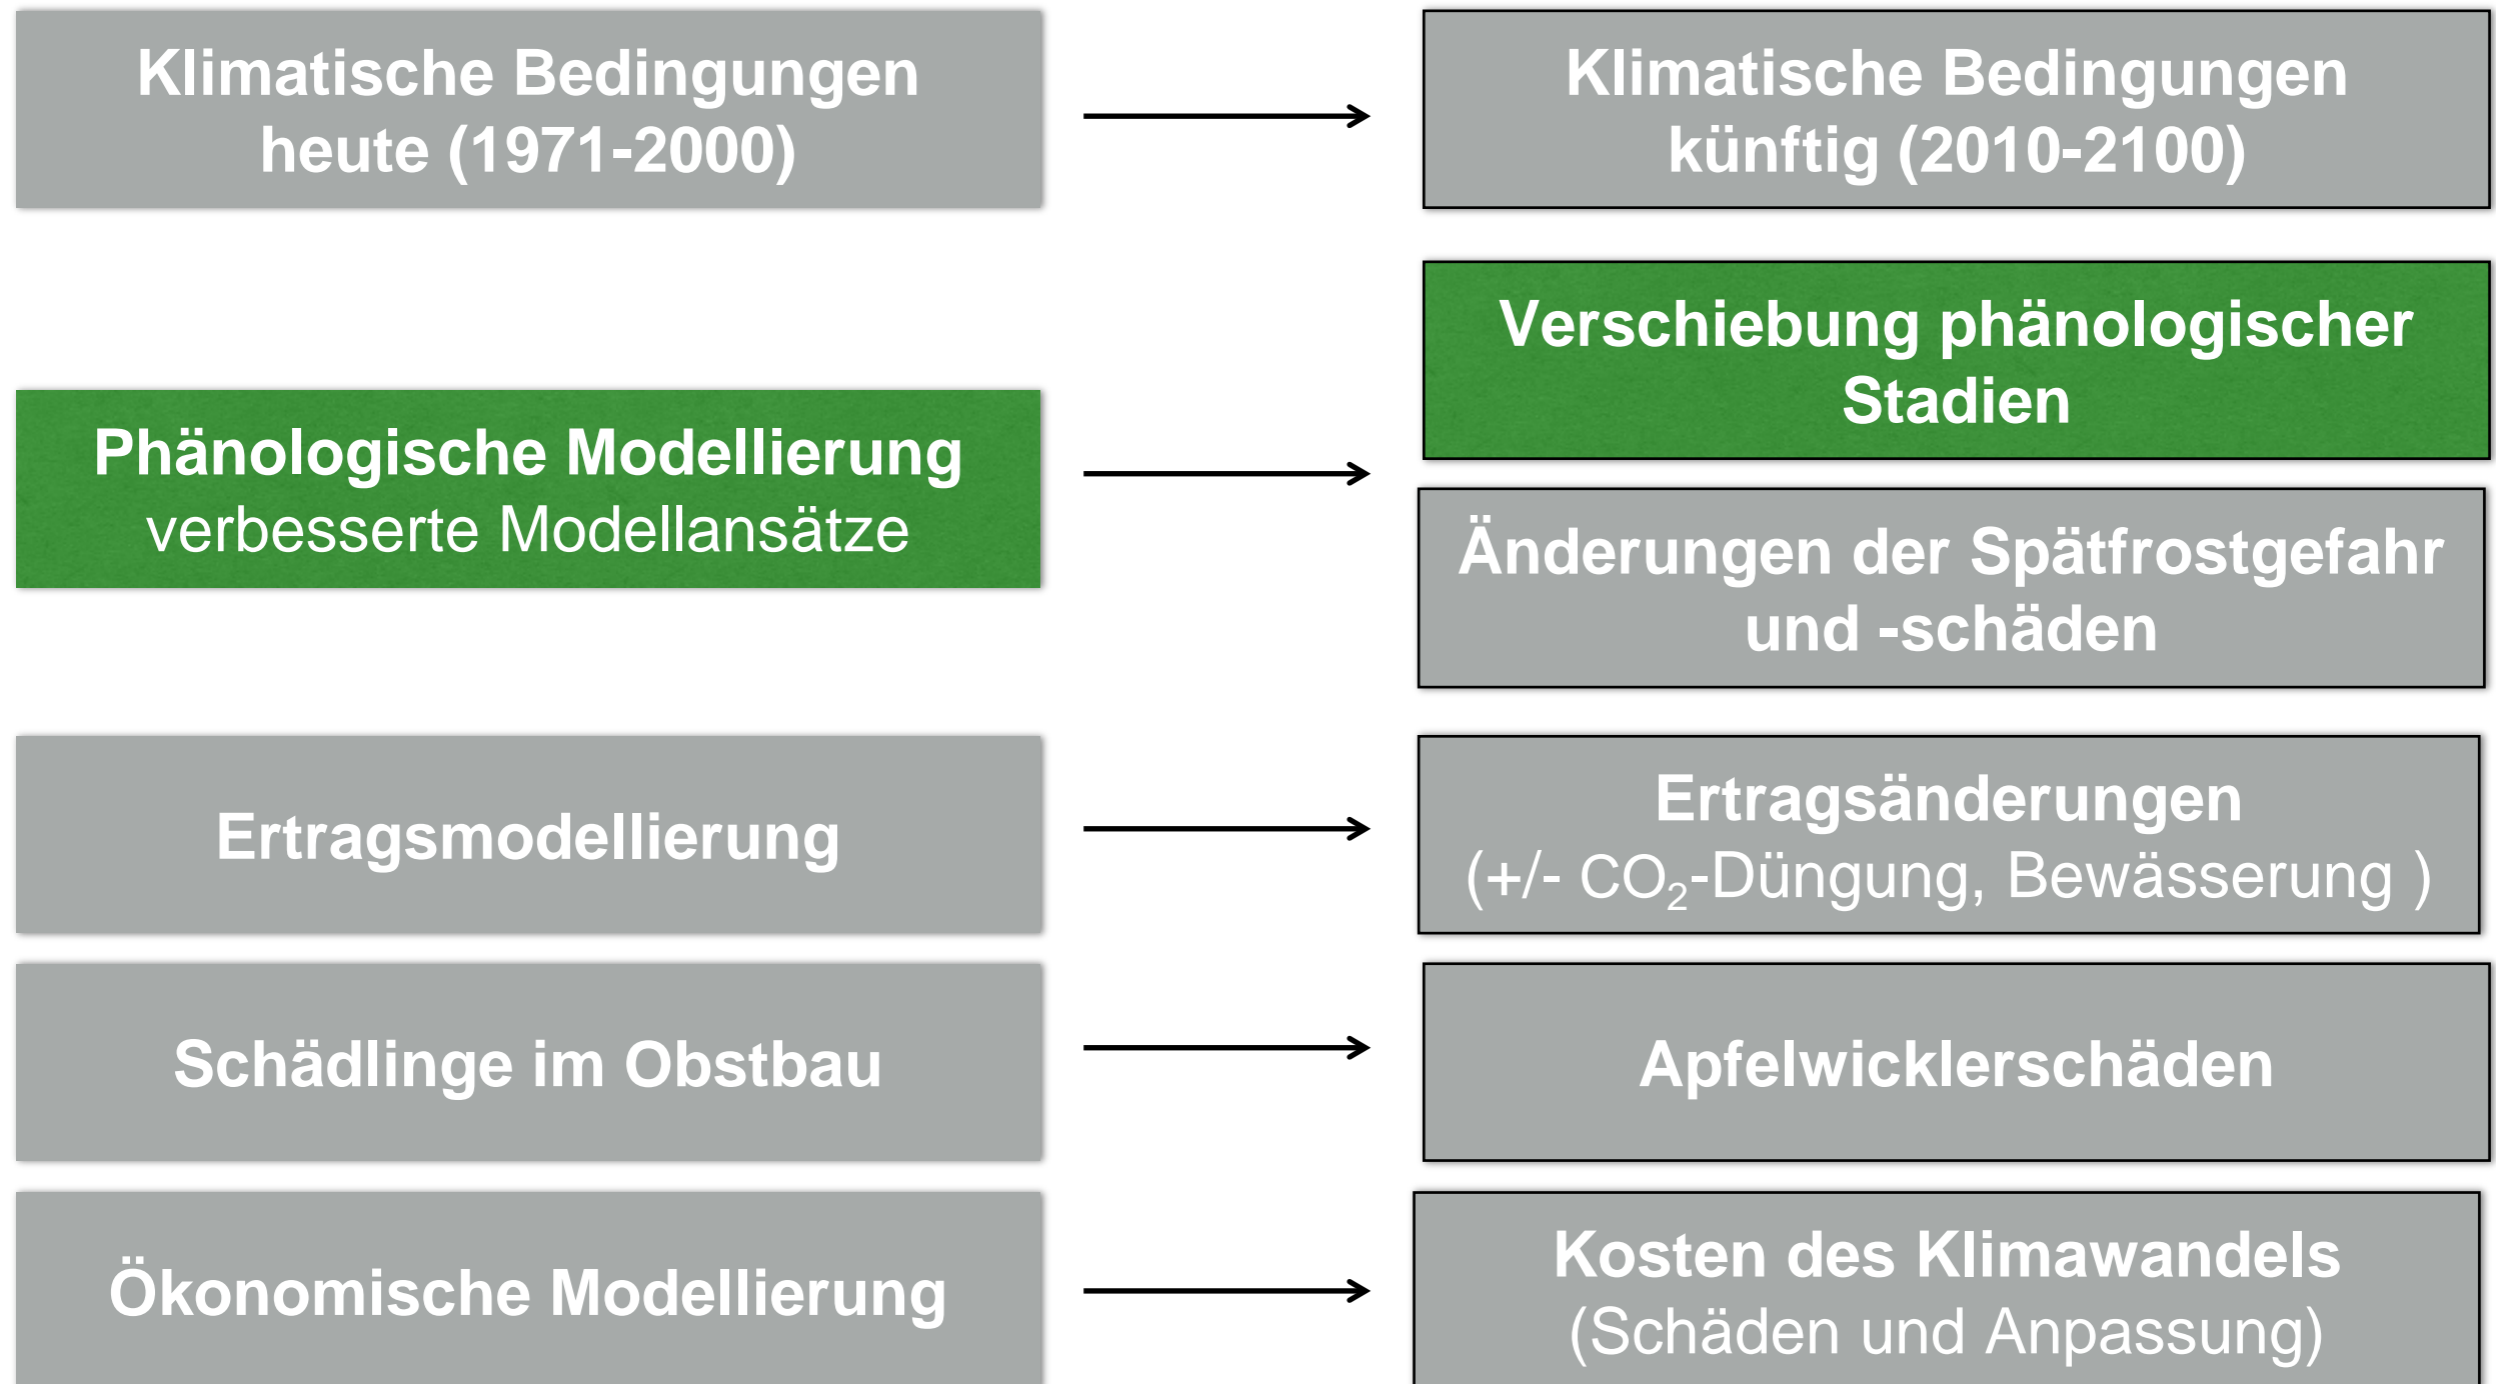 Klimatische Bedingungen
heute (1971-2000)
Klimatische Bedingungen
künftig (2010-2100)
Phänologische Modellierung
verbesserte Modellansätze
Verschiebung phänologischer
Stadien
Änderungen der Spätfrostgefahr
und -schäden
Ertragsmodellierung
Ertragsänderungen
(+/- CO₂-Düngung, Bewässerung )
Schädlinge im Obstbau
Apfelwicklerschäden
Ökonomische Modellierung
Kosten des Klimawandels
(Schäden und Anpassung)